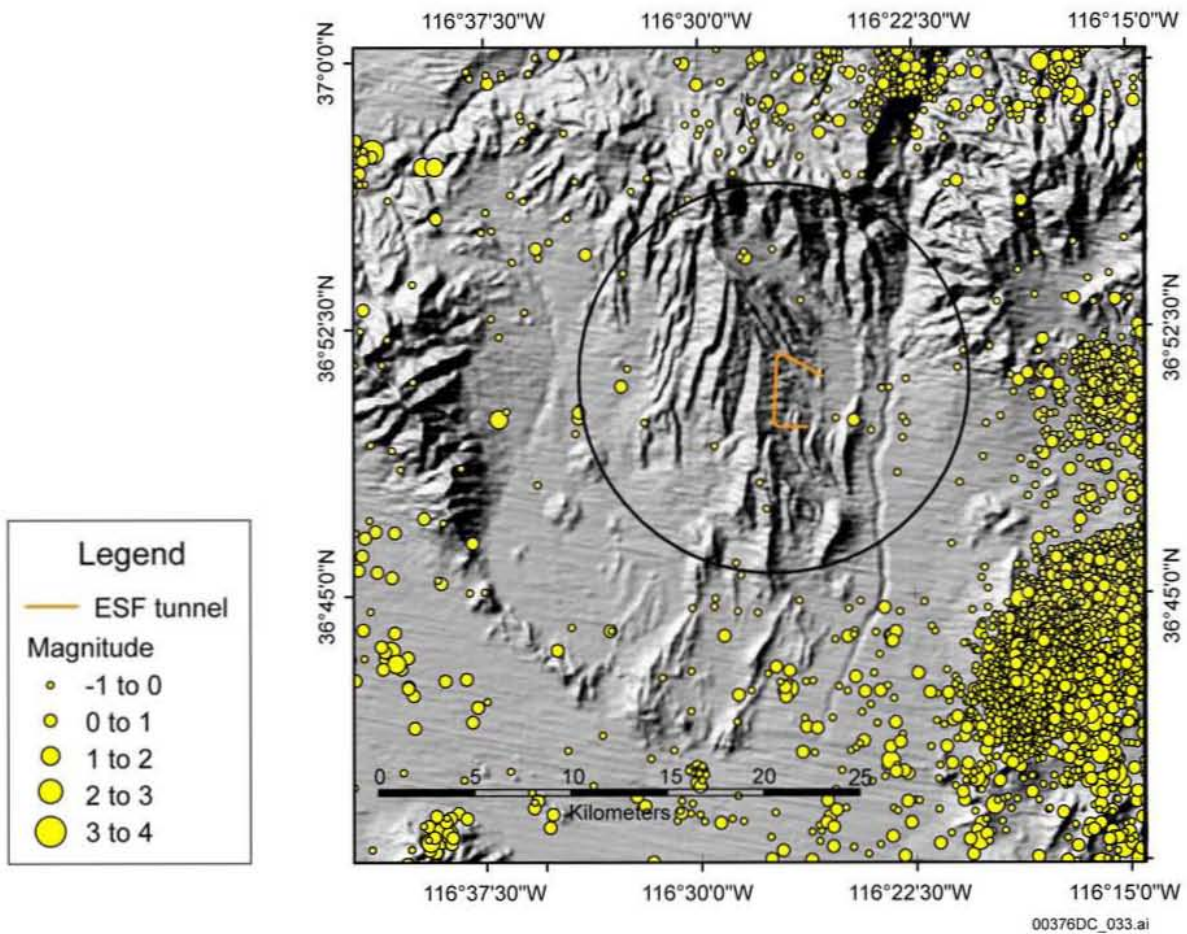 116°37'30"W 116°30'0"W 116°22'30"W 116°15'0"W
37°0'0"N
36°52'30"N 36°52'30"N
36°45'0"N 36°45'0"N
Legend
ESF tunnel
Magnitude
-1 to 0
0 to 1
1 to 2
2 to 3
3 to 4
0 5 10 15 20 25
Kilometers
116°37'30"W 116°30'0"W 116°22'30"W 116°15'0'W
00376DC_033.ai